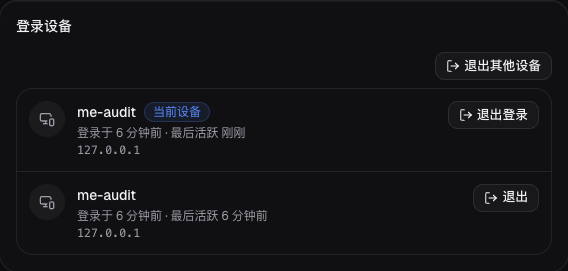 登录设备
退出其他设备
me-audit 当前设备
退出登录
登录于 6 分钟前 · 最后活跃 刚刚
127.0.0.1
me-audit
退出
登录于 6 分钟前 · 最后活跃 6 分钟前
127.0.0.1